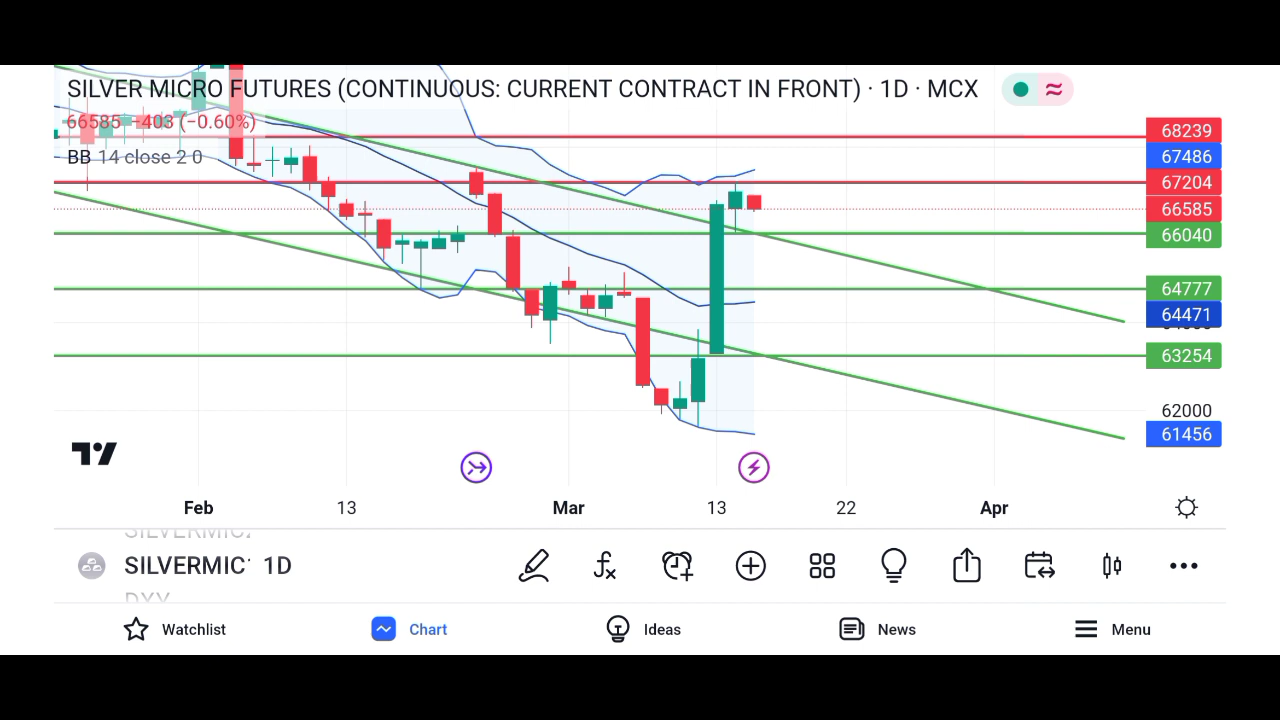 SILVER MICRO FUTURES (CONTINUOUS: CURRENT CONTRACT IN FRONT) · 1D · MCX
66585 −403 (−0.60%)
BB 14 close 2 0
68239
67486
67204
66585
66040
64777
64471
63254
62000
61456
Feb 13 Mar 13 22 Apr
SILVERMIC 1D
DXY
Watchlist Chart Ideas News Menu